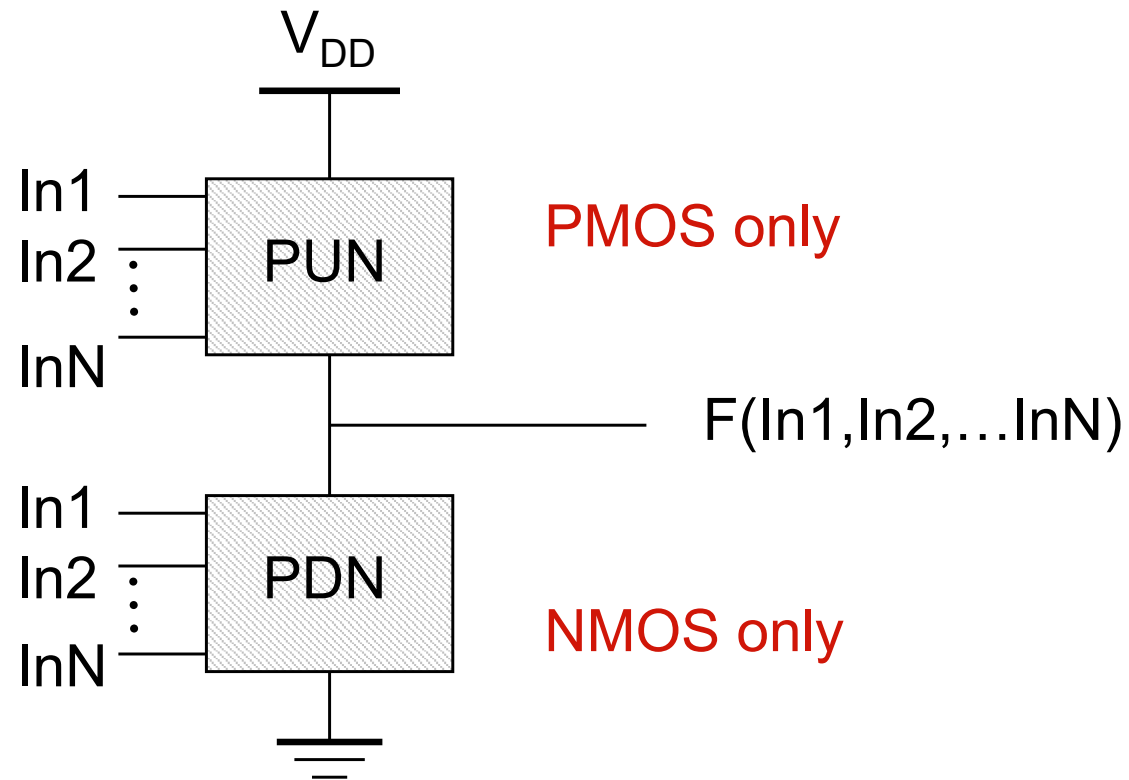 VDD
In1
In2
InN
PUN
PMOS only
F(In1,In2,…InN)
In1
In2
InN
PDN
NMOS only